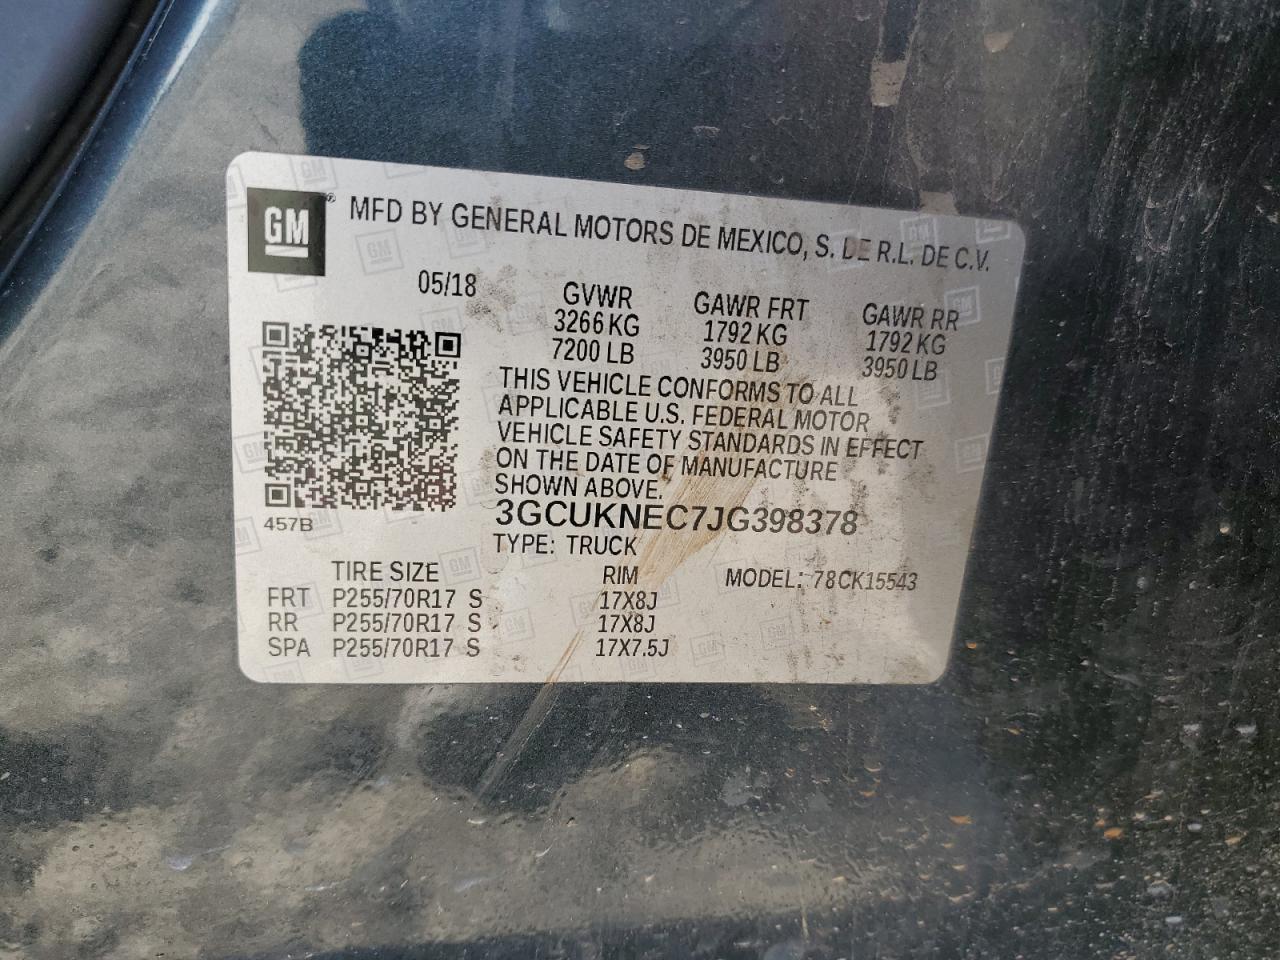 GM ® MFD BY GENERAL MOTORS DE MEXICO, S. DE R.L. DE C.V.
05/18 GVWR GAWR FRT GAWR RR
3266 KG 1792 KG 1792 KG
7200 LB 3950 LB 3950 LB
THIS VEHICLE CONFORMS TO ALL
APPLICABLE U.S. FEDERAL MOTOR
VEHICLE SAFETY STANDARDS IN EFFECT
ON THE DATE OF MANUFACTURE
SHOWN ABOVE.
457B 3GCUKNEC7JG398378
TYPE: TRUCK
TIRE SIZE RIM MODEL: 78CK15543
FRT P255/70R17 S 17X8J
RR P255/70R17 S 17X8J
SPA P255/70R17 S 17X7.5J